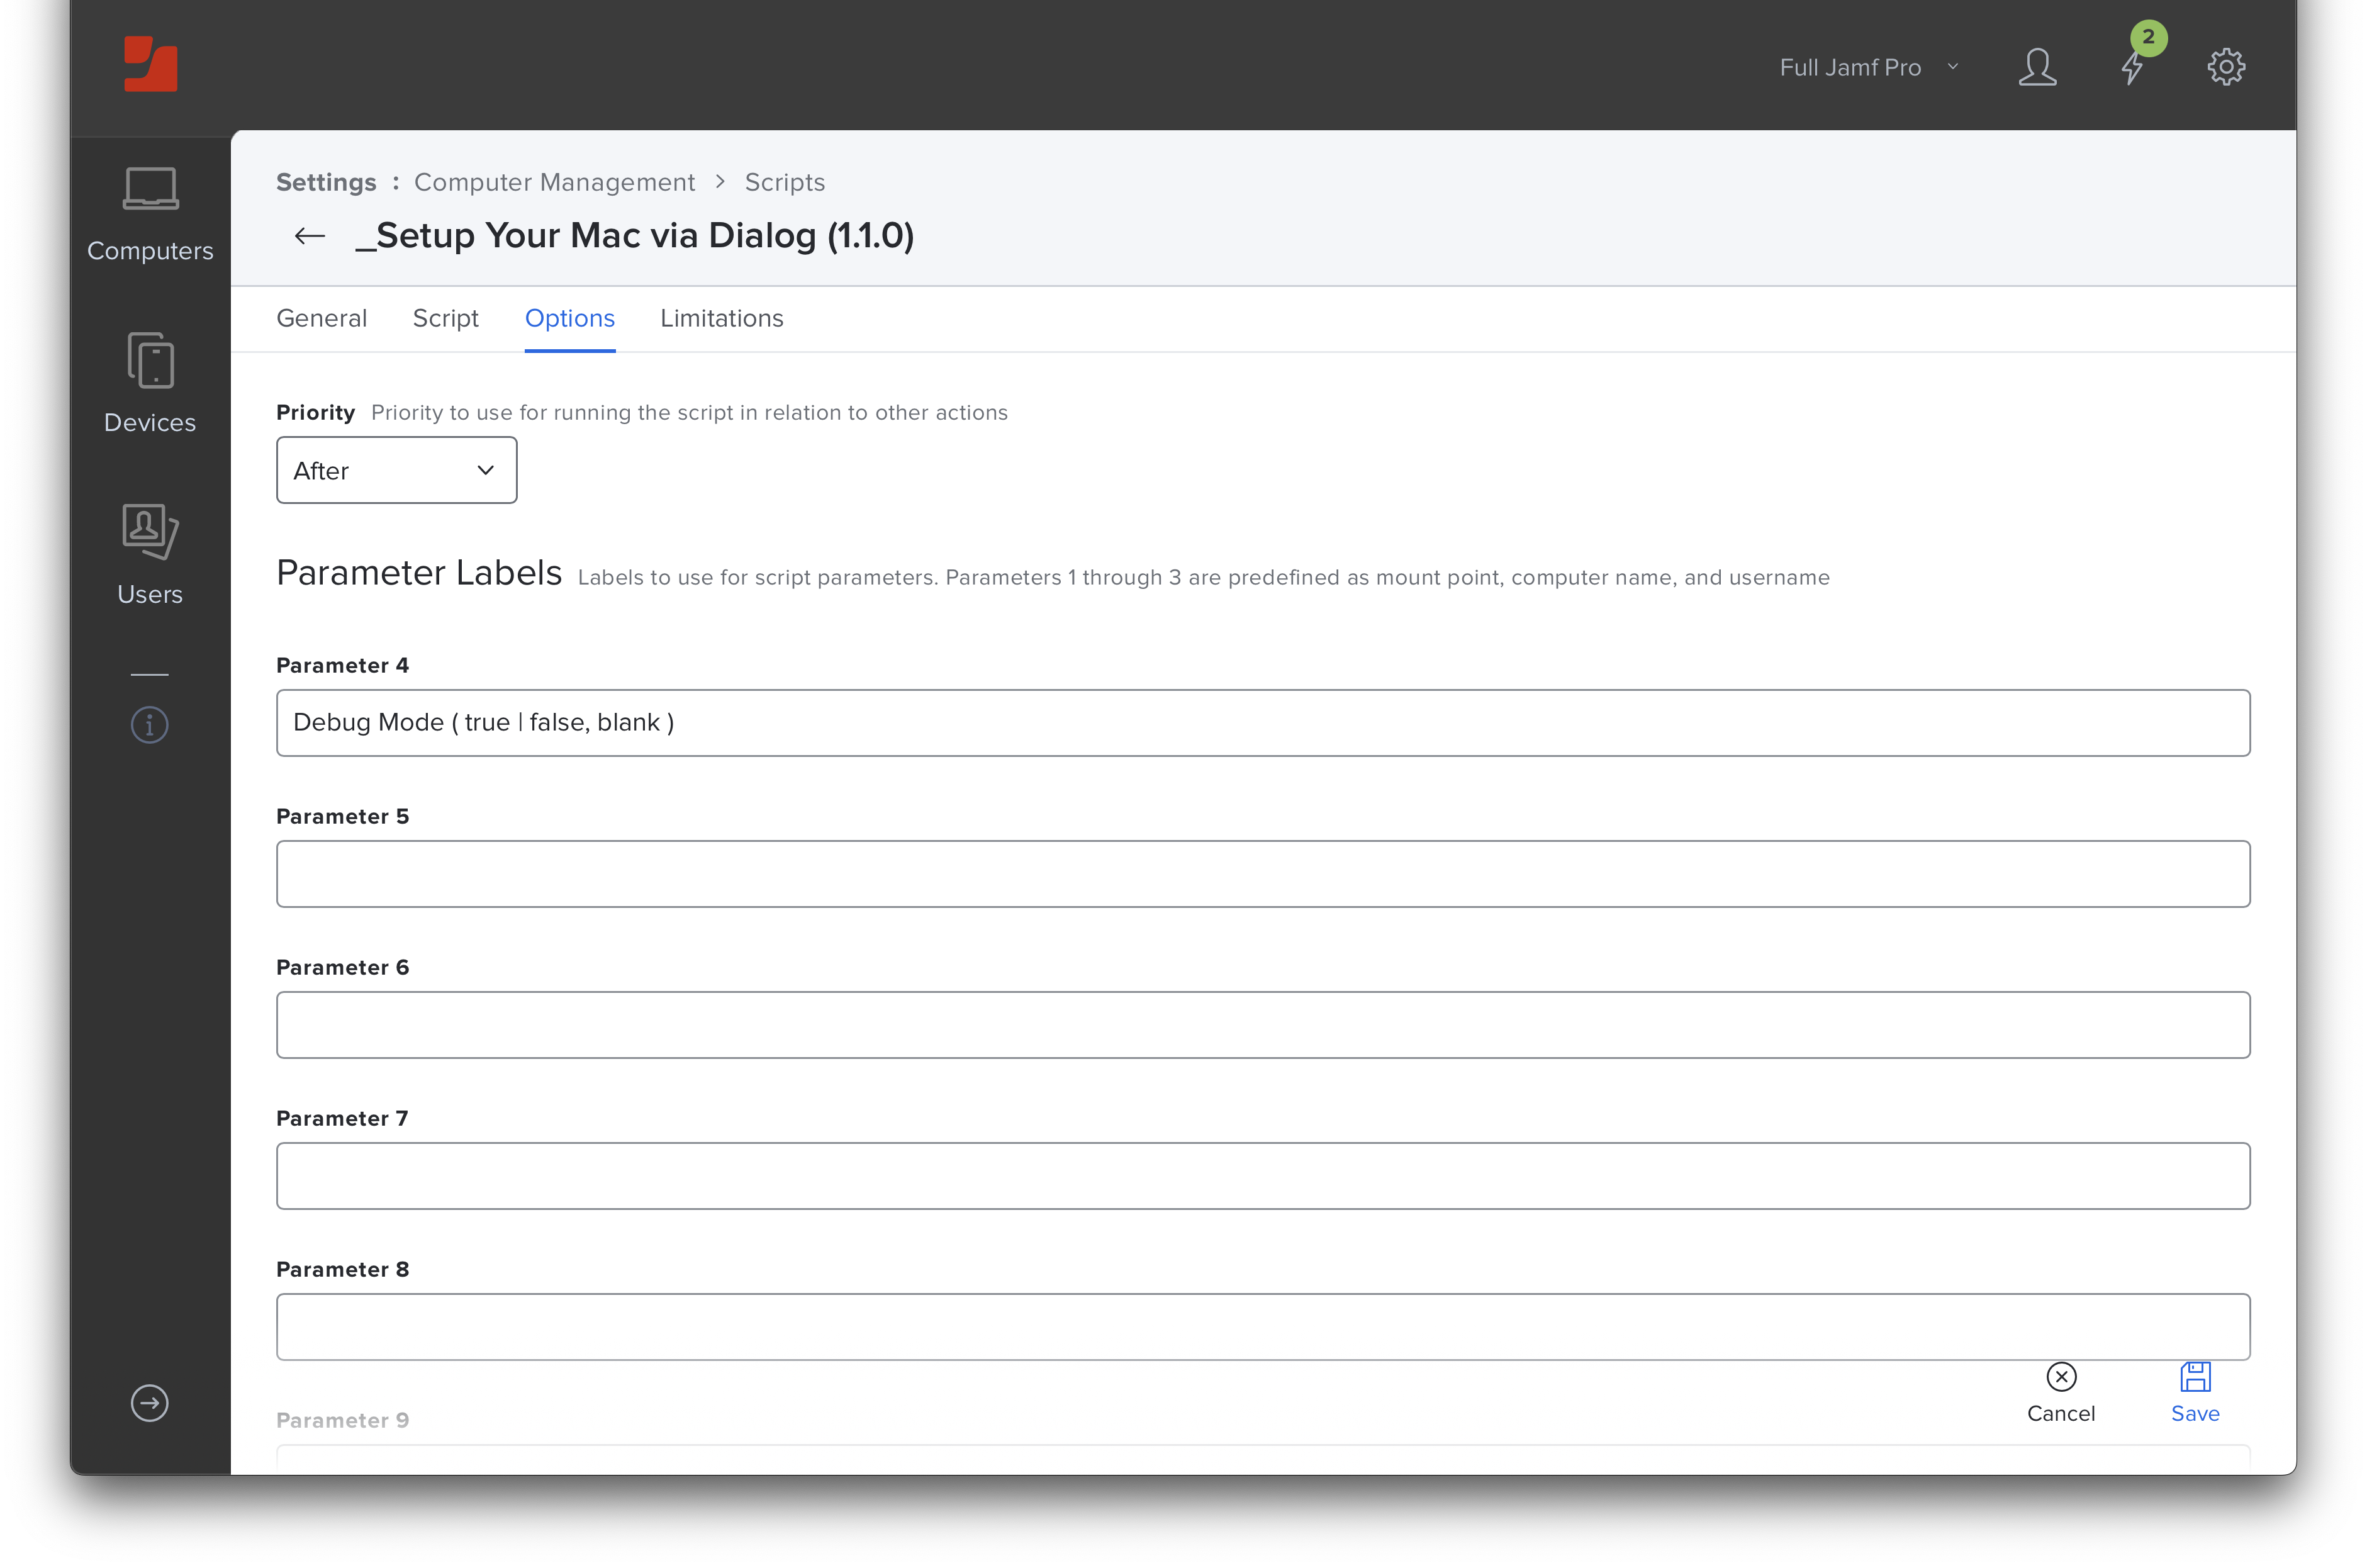 Full Jamf Pro
2
Computers
Devices
Users
Settings : Computer Management > Scripts
_Setup Your Mac via Dialog (1.1.0)
General Script Options Limitations
Priority Priority to use for running the script in relation to other actions
After
Parameter Labels Labels to use for script parameters. Parameters 1 through 3 are predefined as mount point, computer name, and username
Parameter 4
Debug Mode ( true | false, blank )
Parameter 5
Parameter 6
Parameter 7
Parameter 8
Parameter 9
Cancel Save